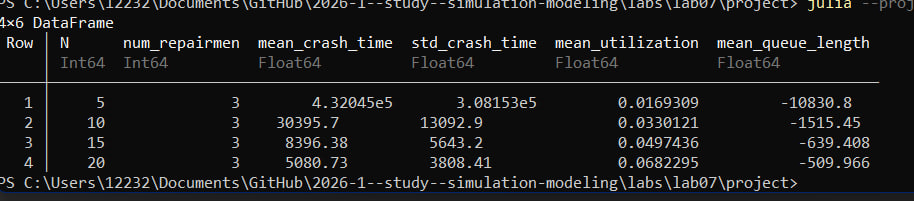 PS C:\Users\12232\Documents\GitHub\2026-1--study--simulation-modeling\labs\lab07\project> julia --proj
4×6 DataFrame
Row N num_repairmen mean_crash_time std_crash_time mean_utilization mean_queue_length
Int64 Int64 Float64 Float64 Float64 Float64
1 5 3 4.32045e5 3.08153e5 0.0169309 -10830.8
2 10 3 30395.7 13092.9 0.0330121 -1515.45
3 15 3 8396.38 5643.2 0.0497436 -639.408
4 20 3 5080.73 3808.41 0.0682295 -509.966
PS C:\Users\12232\Documents\GitHub\2026-1--study--simulation-modeling\labs\lab07\project>